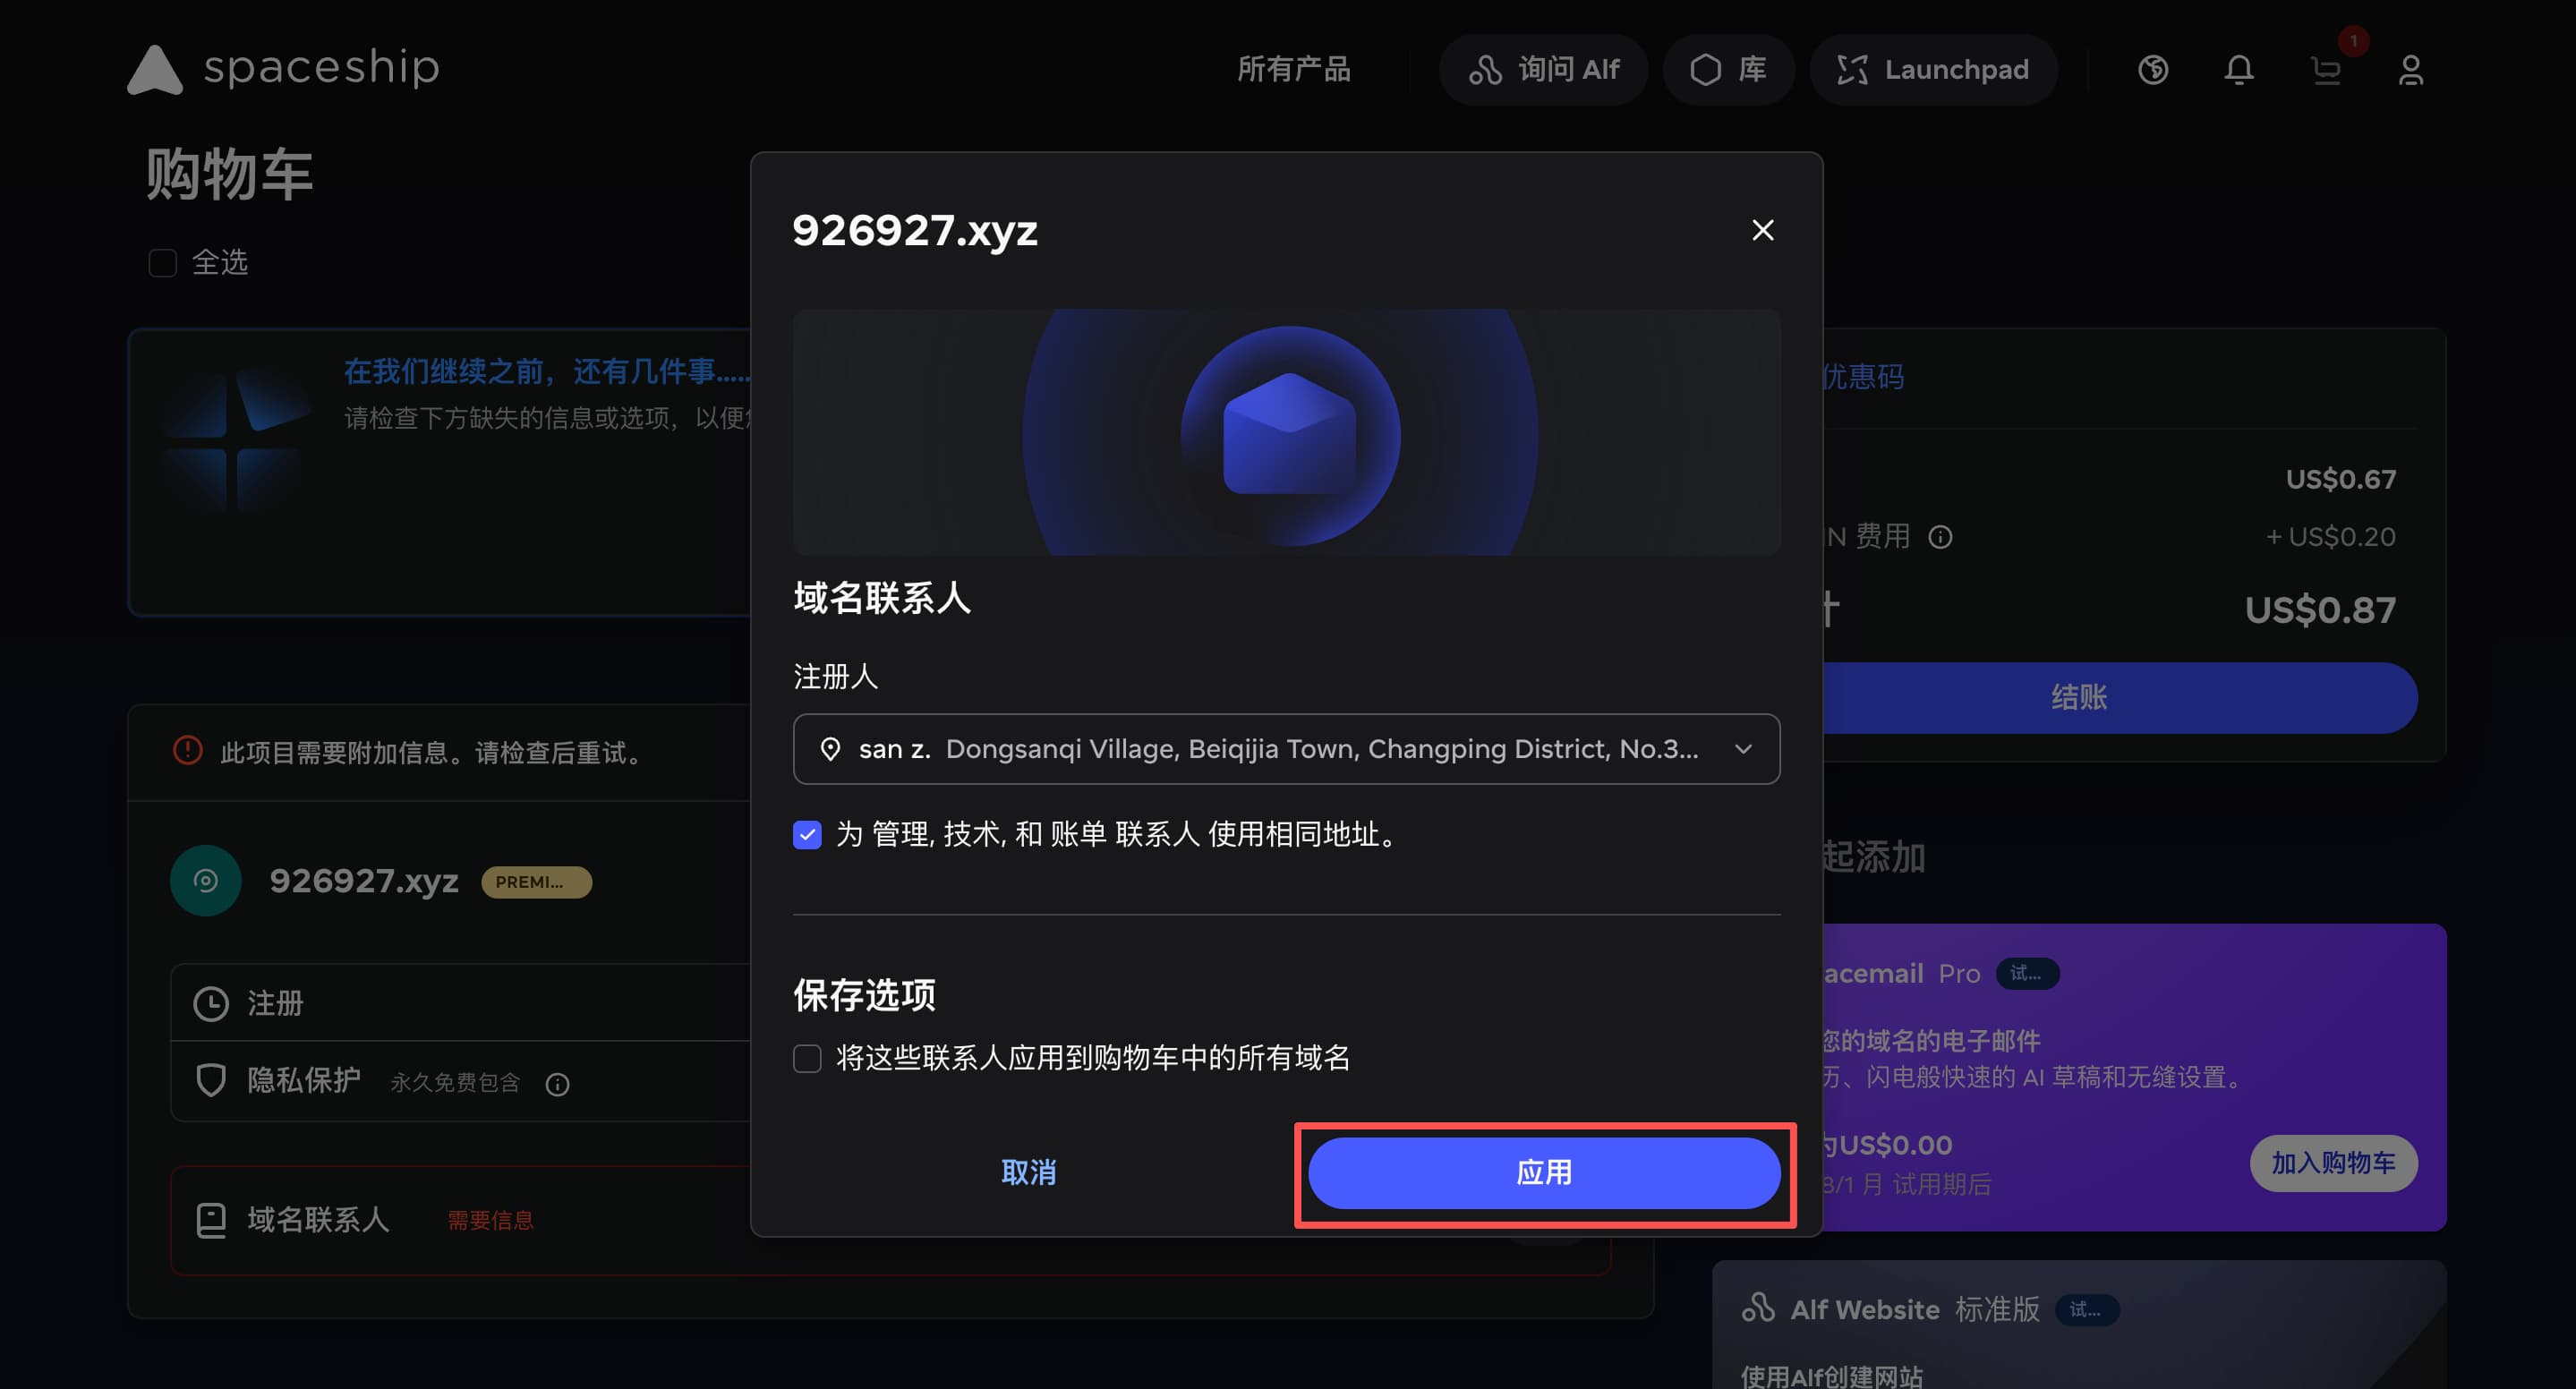 spaceship
所有产品
询问 Alf
库
Launchpad
1
购物车
全选
在我们继续之前，还有几件事......
请检查下方缺失的信息或选项，以便
此项目需要附加信息。请检查后重试。
926927.xyz
PREMI...
注册
隐私保护 永久免费包含
域名联系人 需要信息
926927.xyz
域名联系人
注册人
san z. Dongsanqi Village, Beiqijia Town, Changping District, No.3...
为 管理, 技术, 和 账单 联系人 使用相同地址。
保存选项
将这些联系人应用到购物车中的所有域名
取消
应用
优惠码
US$0.67
N 费用 + US$0.20
US$0.87
结账
起添加
acemail Pro 试...
您的域名的电子邮件
历、闪电般快速的 AI 草稿和无缝设置。
US$0.00
8/1 月 试用期后
加入购物车
Alf Website 标准版 试...
使用Alf创建网站